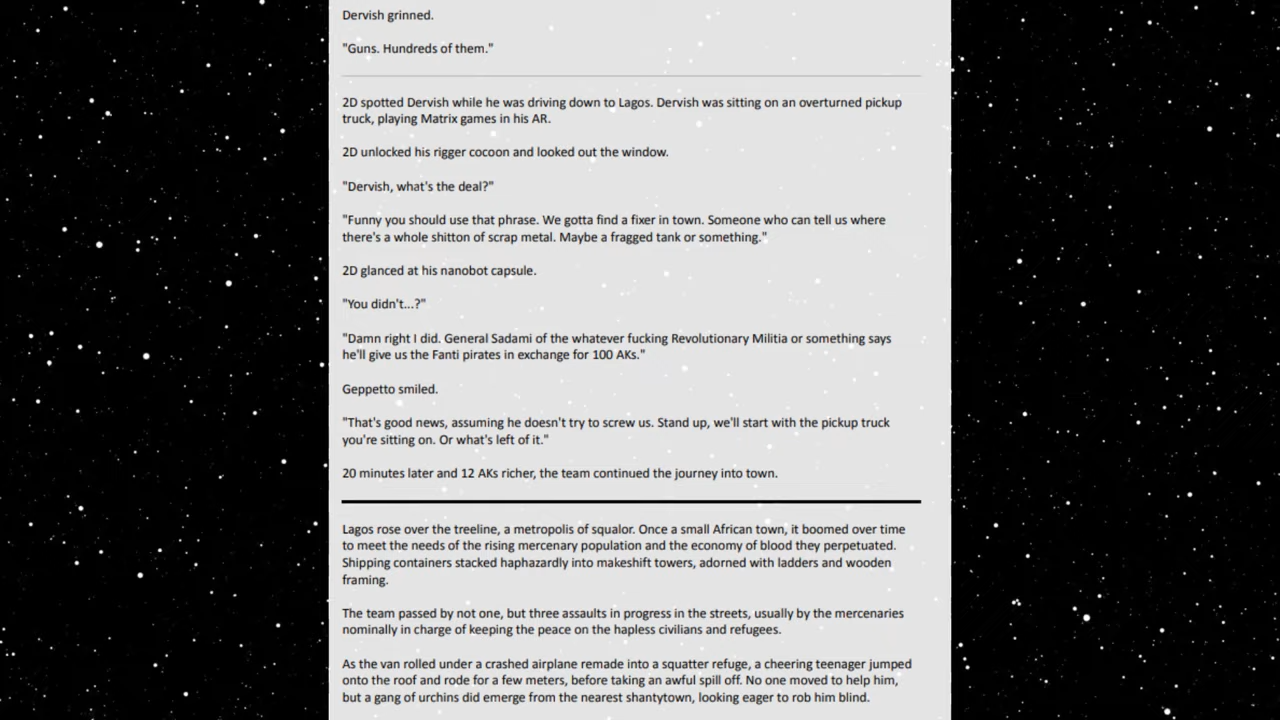 Dervish grinned.
"Guns. Hundreds of them."
2D spotted Dervish while he was driving down to Lagos. Dervish was sitting on an overturned pickup
truck, playing Matrix games in his AR.
2D unlocked his rigger cocoon and looked out the window.
"Dervish, what's the deal?"
"Funny you should use that phrase. We gotta find a fixer in town. Someone who can tell us where
there's a whole shitton of scrap metal. Maybe a fragged tank or something."
2D glanced at his nanobot capsule.
"You didn't...?"
"Damn right I did. General Sadami of the whatever fucking Revolutionary Militia or something says
he'll give us the Fanti pirates in exchange for 100 AKs."
Geppetto smiled.
"That's good news, assuming he doesn't try to screw us. Stand up, we'll start with the pickup truck
you're sitting on. Or what's left of it."
20 minutes later and 12 AKs richer, the team continued the journey into town.
Lagos rose over the treeline, a metropolis of squalor. Once a small African town, it boomed over time
to meet the needs of the rising mercenary population and the economy of blood they perpetuated.
Shipping containers stacked haphazardly into makeshift towers, adorned with ladders and wooden
framing.
The team passed by not one, but three assaults in progress in the streets, usually by the mercenaries
nominally in charge of keeping the peace on the hapless civilians and refugees.
As the van rolled under a crashed airplane remade into a squatter refuge, a cheering teenager jumped
onto the roof and rode for a few meters, before taking an awful spill off. No one moved to help him,
but a gang of urchins did emerge from the nearest shantytown, looking eager to rob him blind.